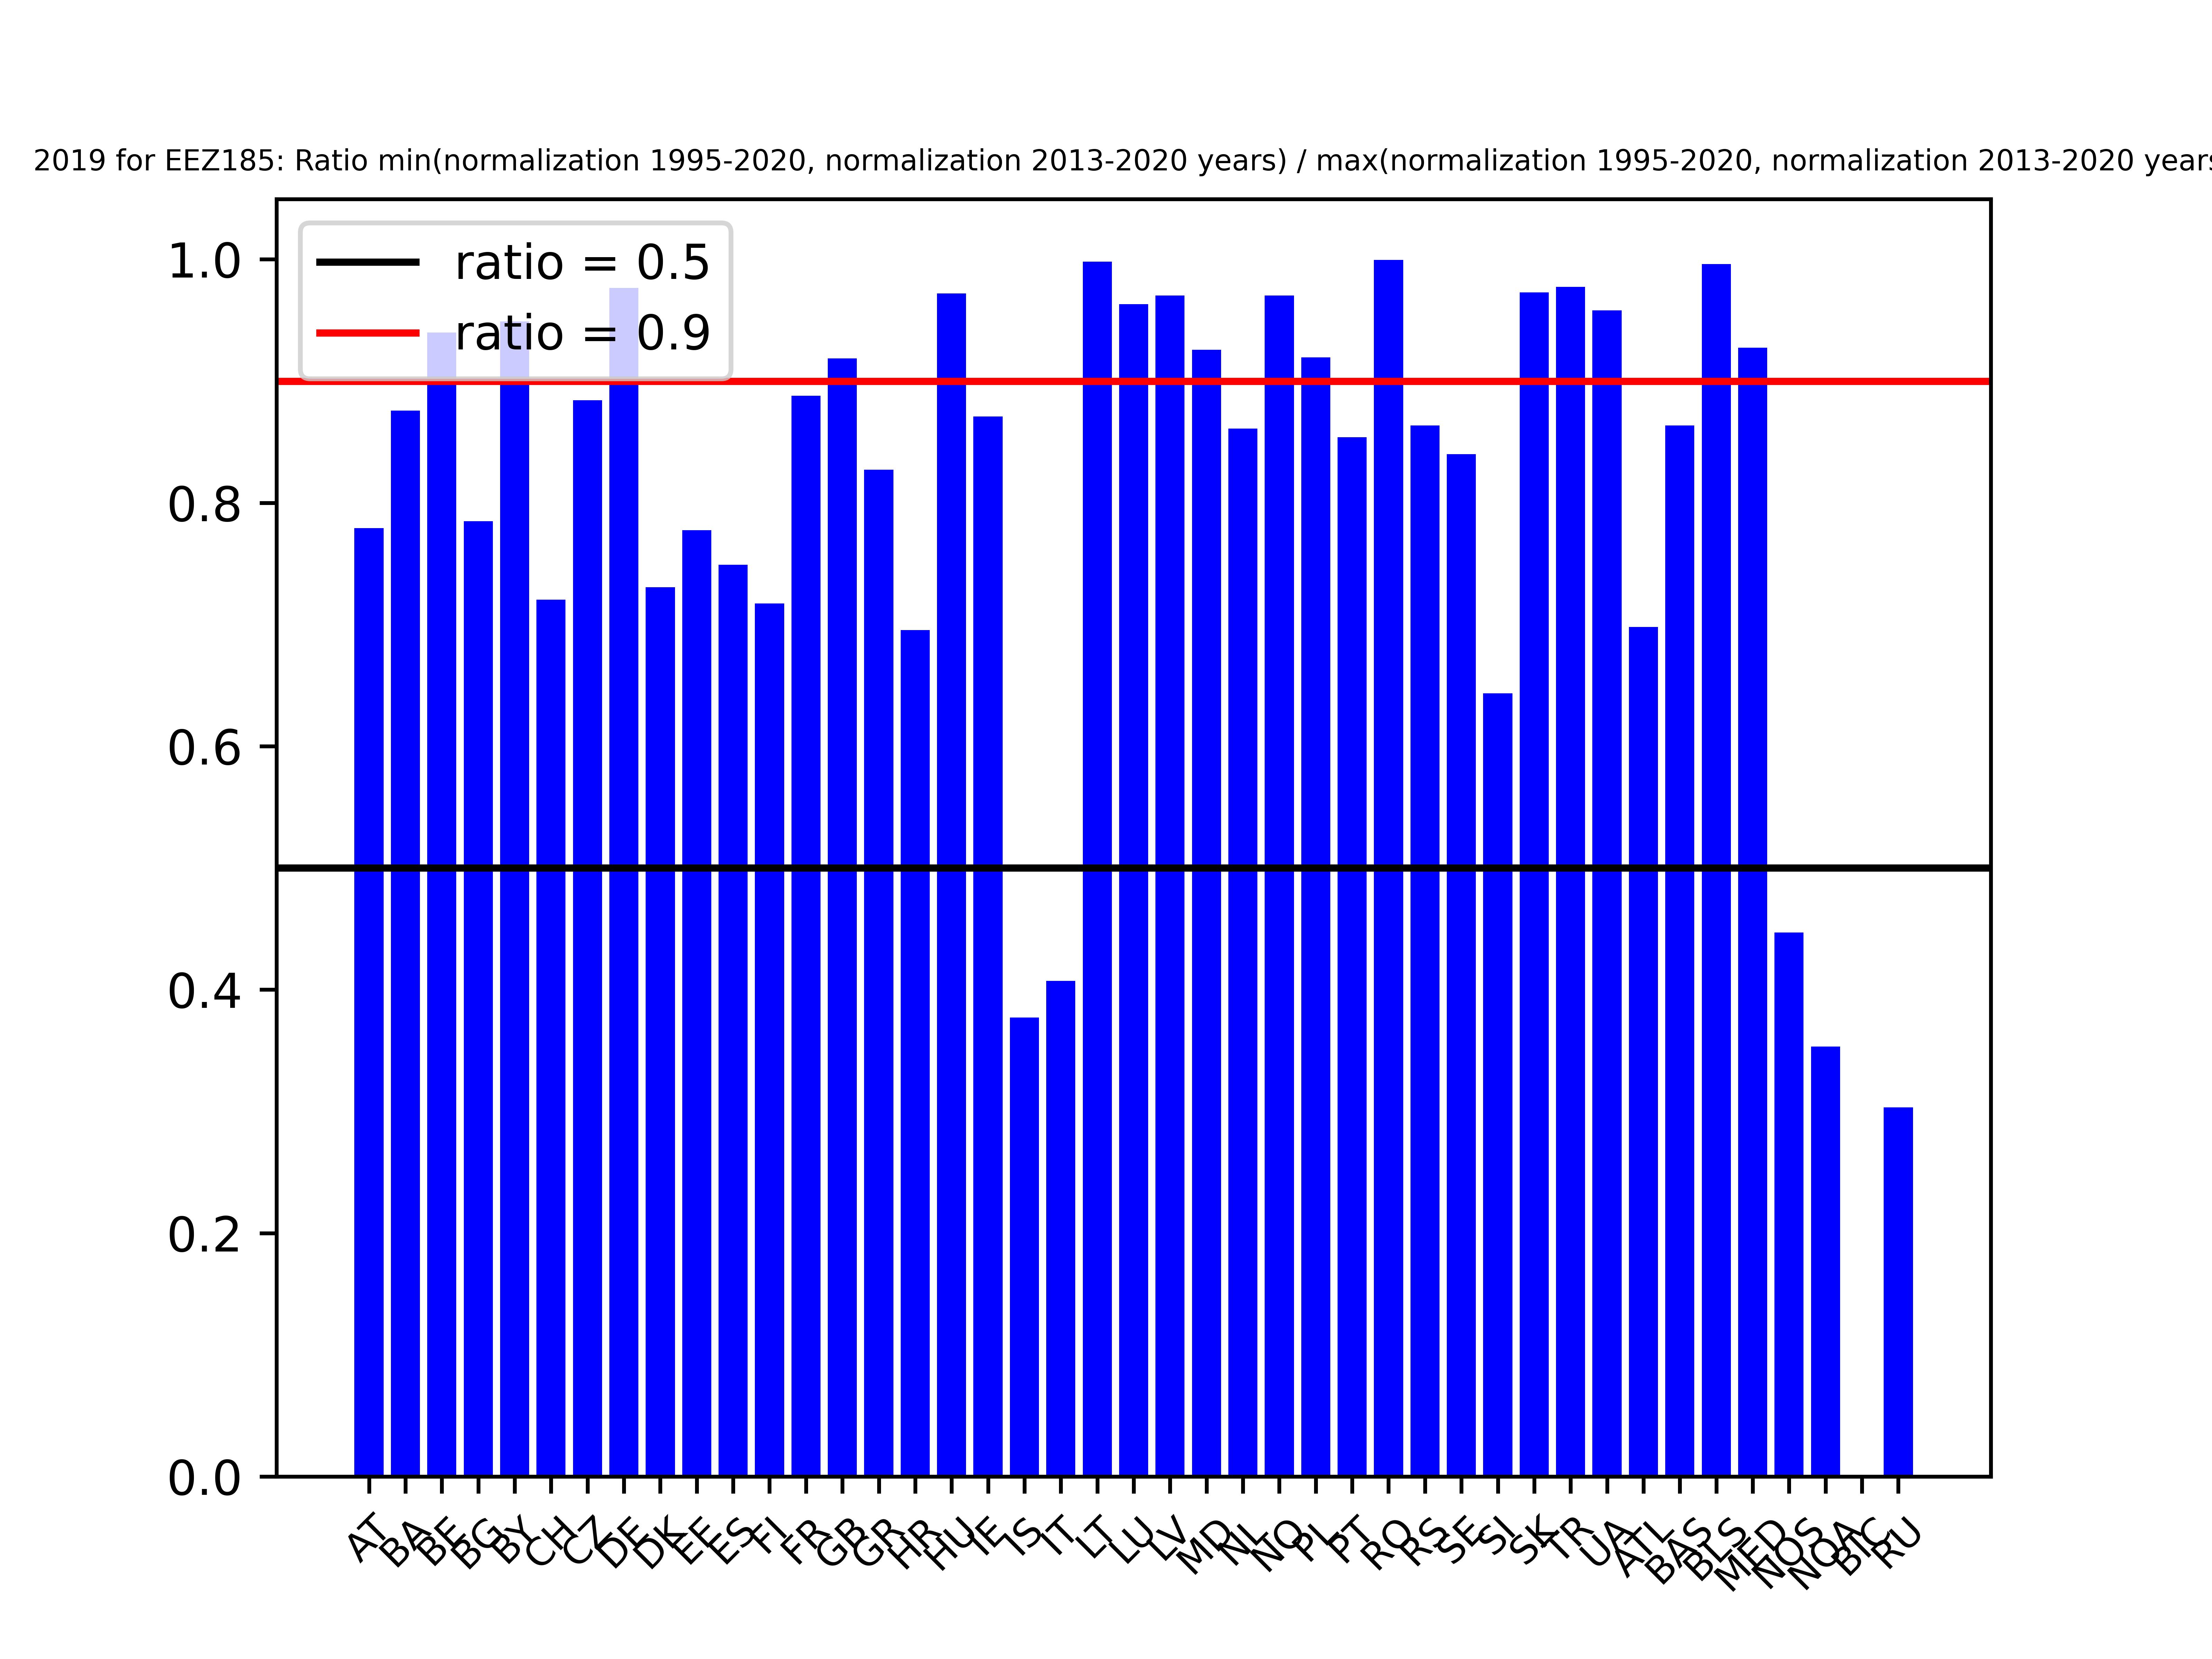 2019 for EEZ185: Ratio min(normalization 1995-2020, normalization 2013-2020 years) / max(normalization 1995-2020, normalization 2013-2020 years
ratio = 0.5
ratio = 0.9
1.0
0.8
0.6
0.4
0.2
0.0
AT
BA
BE
BG
BY
CH
CZ
DE
DK
EE
ES
FI
FR
GB
GR
HR
HU
IE
IS
IT
LT
LU
LV
MD
NL
NO
PL
PT
RO
RS
SE
SI
SK
TR
UA
ATL
BAS
BTS
MED
NOS
NOA
BIC
RU